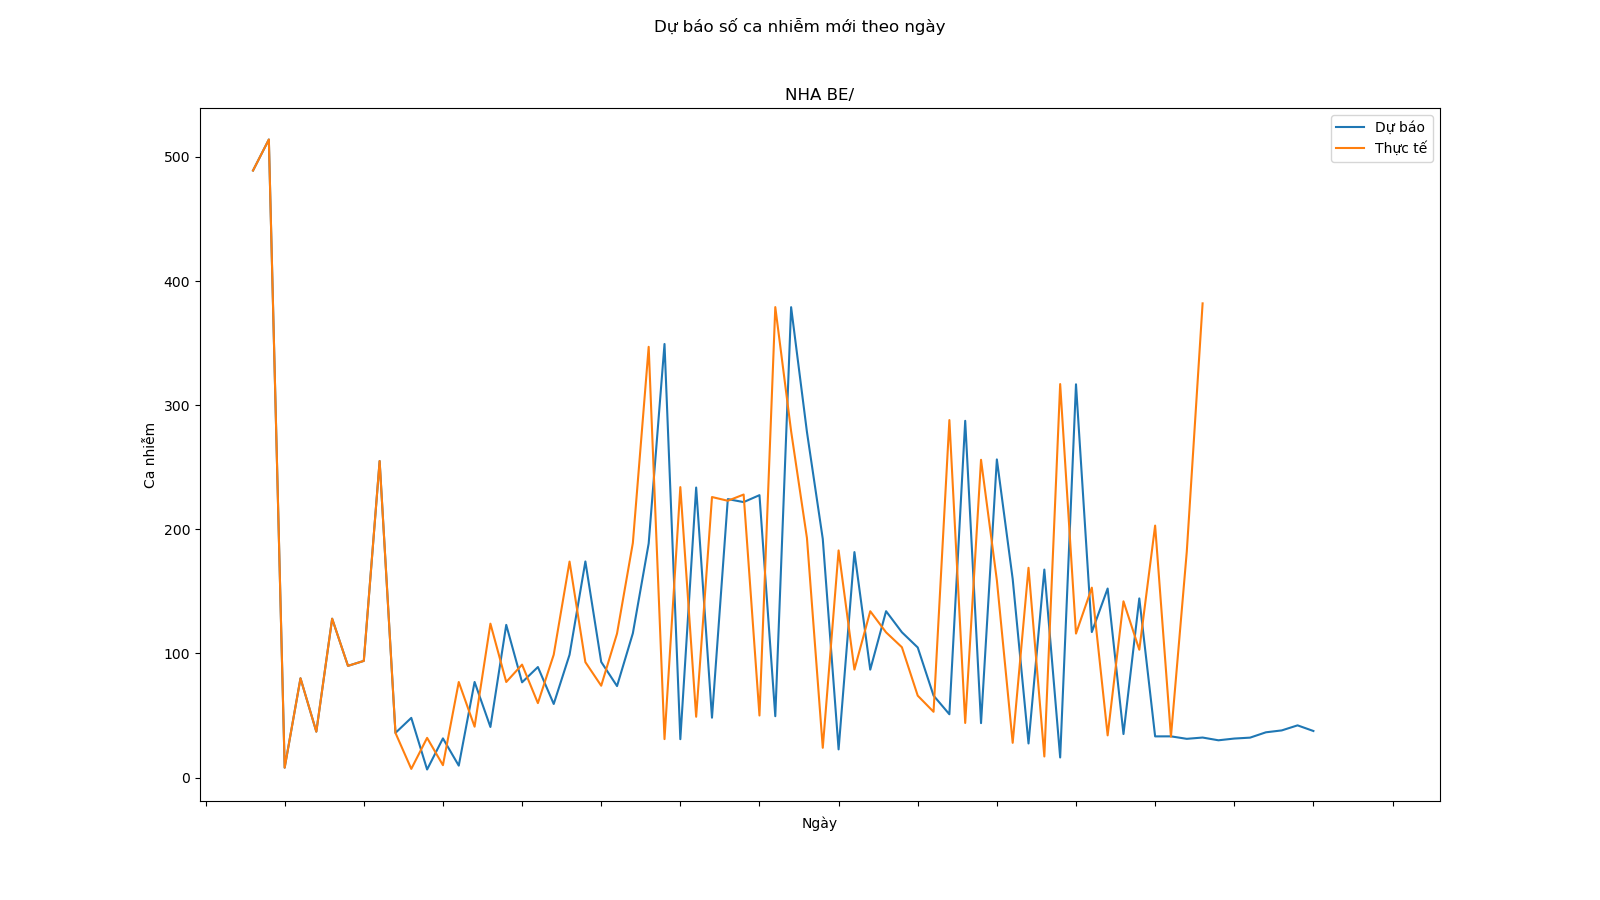 Dự báo số ca nhiễm mới theo ngày
NHA BE/
Dự báo
Thực tế
500
400
300
200
100
0
Ca nhiễm
Ngày